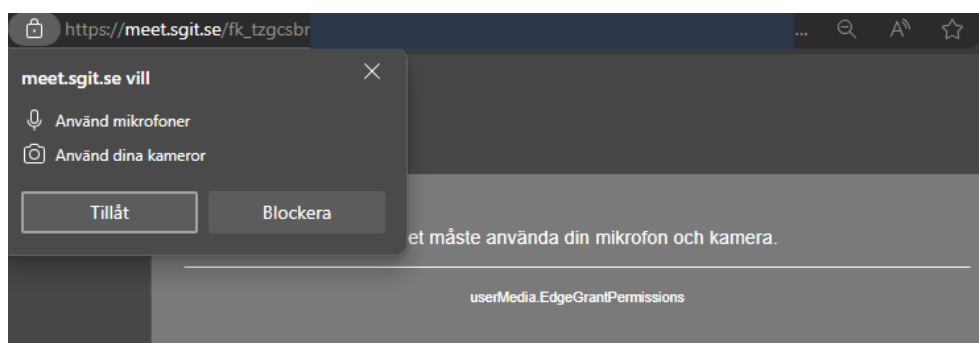 https://meet.sgit.se/fk_tzgcsbr
...
meet.sgit.se vill
Använd mikrofoner
Använd dina kameror
Tillåt
Blockera
et måste använda din mikrofon och kamera.
userMedia.EdgeGrantPermissions